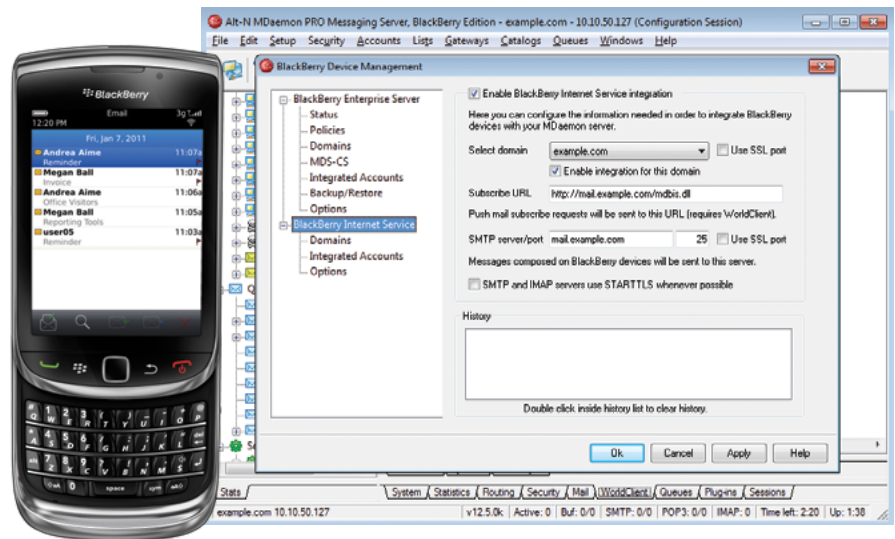 BlackBerry
Email
3g
12:20 PM
Fri, Jan 7, 2011
Andrea Aime 11:07a
Reminder
Megan Ball 11:07a
Invoice
Andrea Aime 11:06a
Office Visitors
Megan Ball 11:05a
Reporting Tools
user05 11:03a
Reminder
Alt-N MDaemon PRO Messaging Server, BlackBerry Edition - example.com - 10.10.50.127 (Configuration Session)
File Edit Setup Security Accounts Lists Gateways Catalogs Queues Windows Help
BlackBerry Device Management
BlackBerry Enterprise Server
Status
Policies
Domains
MDS-CS
Integrated Accounts
Backup/Restore
Options
BlackBerry Internet Service
Domains
Integrated Accounts
Options
Enable BlackBerry Internet Service integration
Here you can configure the information needed in order to integrate BlackBerry
devices with your MDaemon server.
Select domain example.com Use SSL port
Enable integration for this domain
Subscribe URL http://mail.example.com/mdbis.dll
Push mail subscribe requests will be sent to this URL (requires WorldClient).
SMTP server/port mail.example.com 25 Use SSL port
Messages composed on BlackBerry devices will be sent to this server.
SMTP and IMAP servers use STARTTLS whenever possible
History
Double click inside history list to clear history.
Ok Cancel Apply Help
Stats System Statistics Routing Security Mail WorldClient Queues Plug-ins Sessions
example.com 10.10.50.127 v12.5.0k Active: 0 Buf: 0/0 SMTP: 0/0 POP3: 0/0 IMAP: 0 Time left: 2:20 Up: 1:38